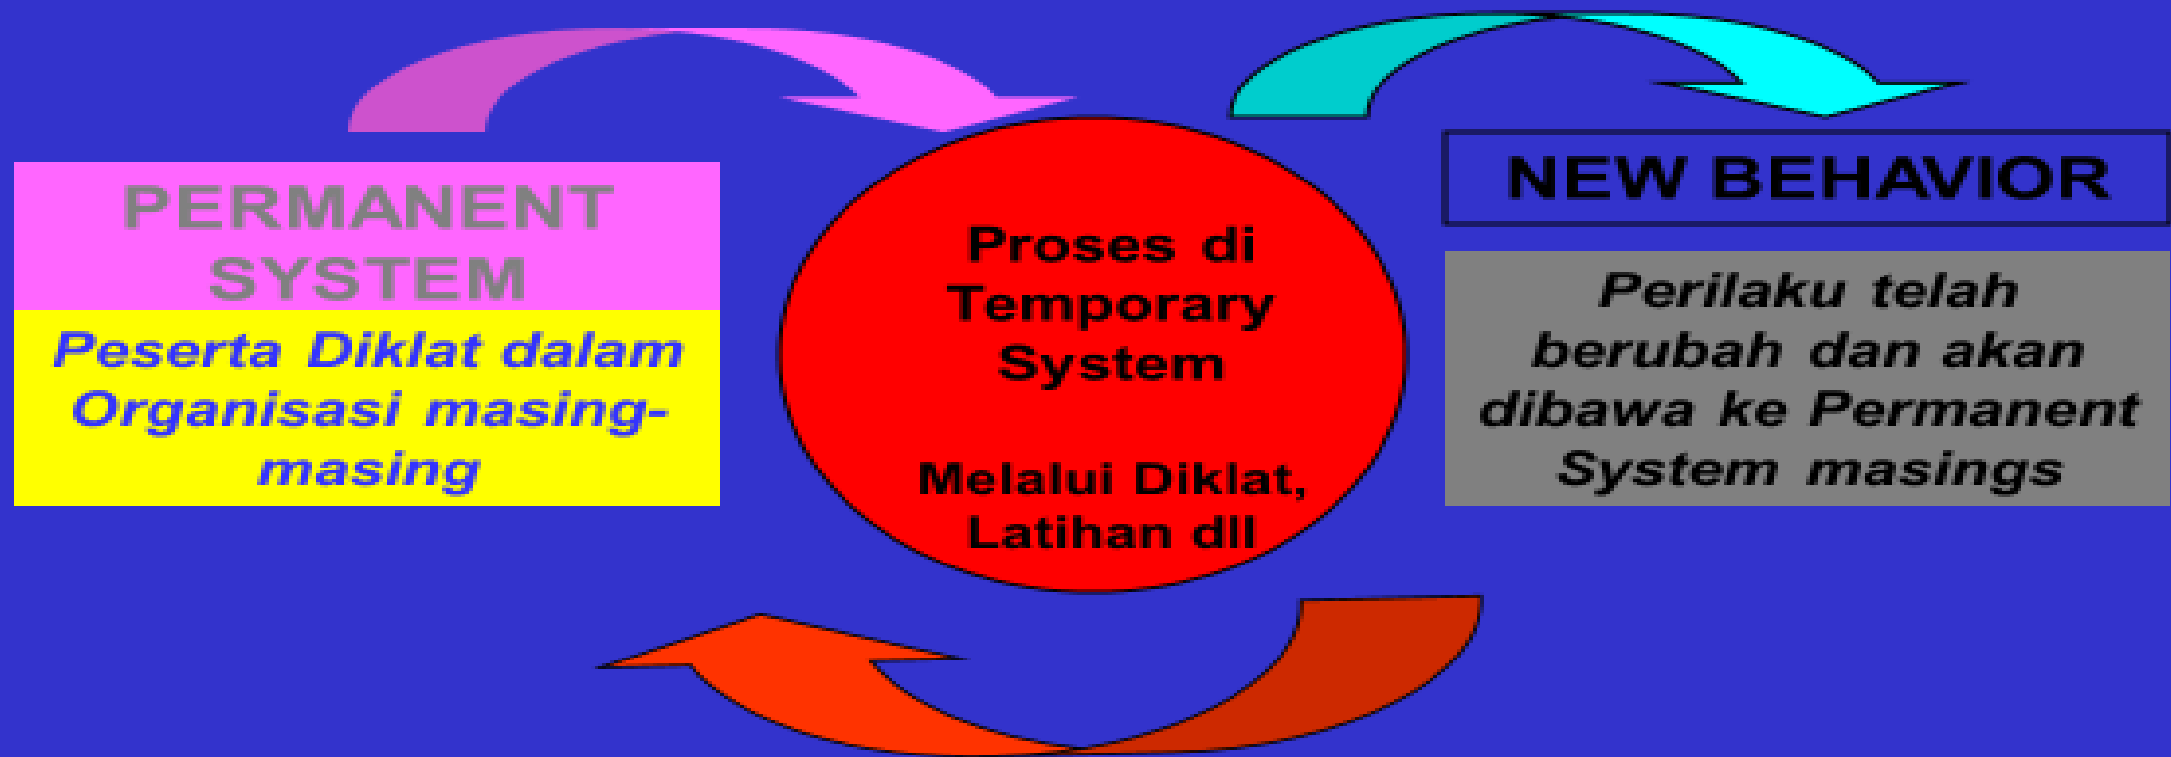 PERMANENT
SYSTEM
Peserta Diklat dalam
Organisasi masing-
masing
Proses di
Temporary
System
Melalui Diklat,
Latihan dll
NEW BEHAVIOR
Perilaku telah
berubah dan akan
dibawa ke Permanent
System masings